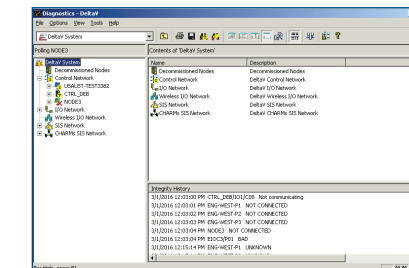 Diagnostics - DeltaV
File Options View Tools Help
DeltaV System
Polling NODE3
Contents of 'DeltaV System'
DeltaV System
Decommissioned Nodes
Control Network
USAUST-TEST3382
CTRL_DEB
NODE3
I/O Network
Wireless I/O Network
SIS Network
CHARMs SIS Network
Name Description
Decommissioned Nodes Decommissioned Nodes
Control Network DeltaV Control Network
I/O Network DeltaV I/O Network
Wireless I/O Network DeltaV Wireless I/O Network
SIS Network DeltaV SIS Network
CHARMs SIS Network DeltaV CHARMs SIS Network
Integrity History
3/1/2016 12:03:00 PM CTRL_DEB/IO1/C08 Not communicating
3/1/2016 12:03:01 PM ENG-WEST-P1 NOT CONNECTED
3/1/2016 12:03:02 PM ENG-WEST-P2 NOT CONNECTED
3/1/2016 12:03:03 PM ENG-WEST-P3 NOT CONNECTED
3/1/2016 12:03:04 PM NODE3 NOT CONNECTED
3/1/2016 12:03:04 PM EIOC3/P01 BAD
3/1/2016 12:15:14 PM ENG-WEST-P1 UNKNOWN
For Help, press F1
NUM